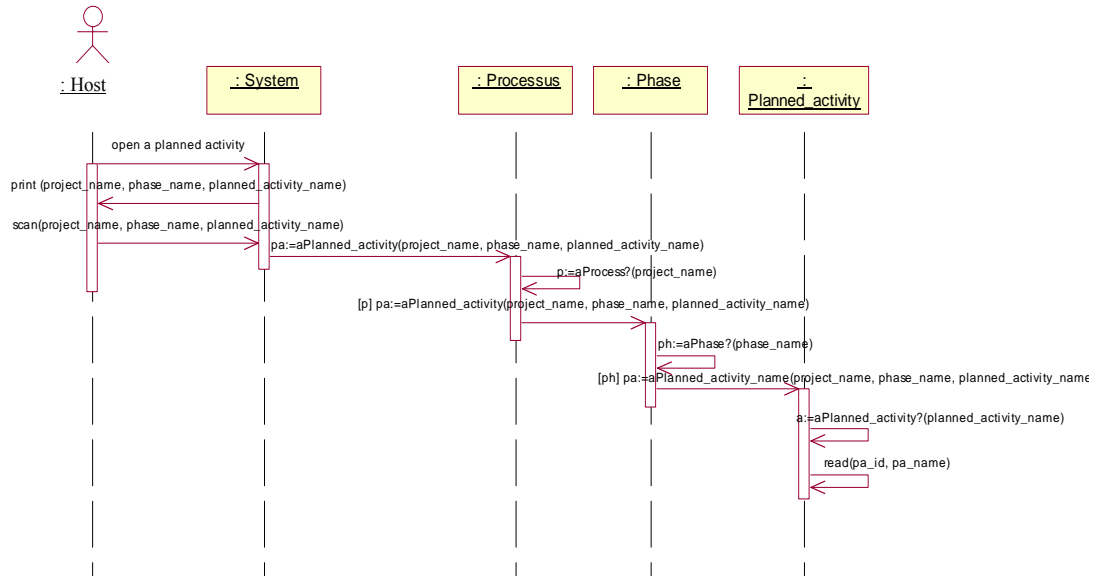 : Host
: System
: Processus
: Phase
:
Planned_activity
open a planned activity
print (project_name, phase_name, planned_activity_name)
scan(project_name, phase_name, planned_activity_name)
pa:=aPlanned_activity(project_name, phase_name, planned_activity_name)
p:=aProcess?(project_name)
[p] pa:=aPlanned_activity(project_name, phase_name, planned_activity_name)
ph:=aPhase?(phase_name)
[ph] pa:=aPlanned_activity_name(project_name, phase_name, planned_activity_name
a:=aPlanned_activity?(planned_activity_name)
read(pa_id, pa_name)